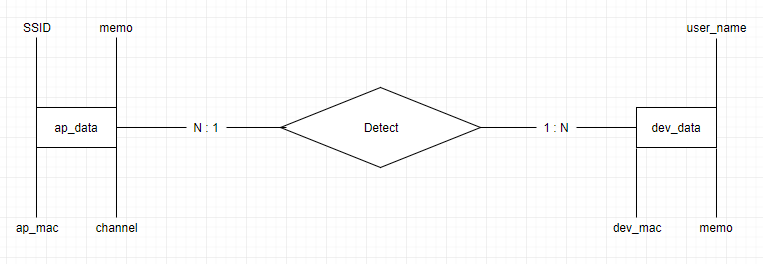 SSID memo user_name
ap_data N : 1 Detect 1 : N dev_data
ap_mac channel dev_mac memo